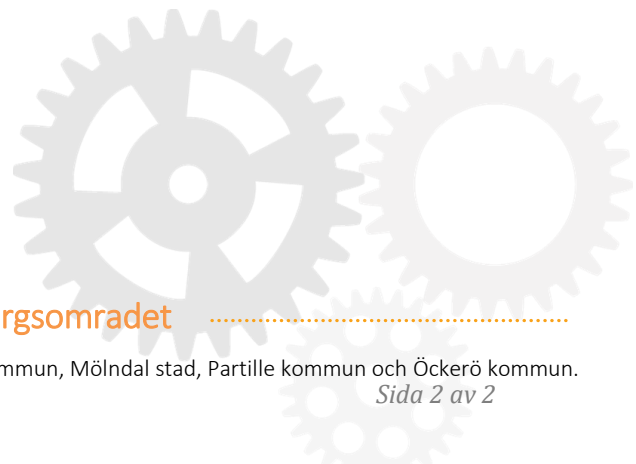 rgsomradet
mmun, Mölndal stad, Partille kommun och Öckerö kommun.
Sida 2 av 2